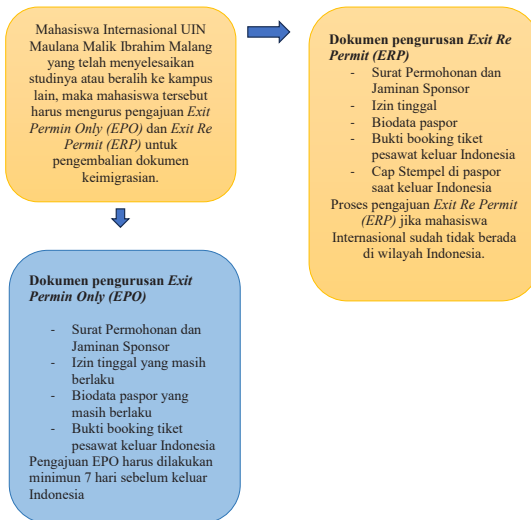 Mahasiswa Internasional UIN
Maulana Malik Ibrahim Malang
yang telah menyelesaikan
studinya atau beralih ke kampus
lain, maka mahasiswa tersebut
harus mengurus pengajuan Exit
Permin Only (EPO) dan Exit Re
Permit (ERP) untuk
pengembalian dokumen
keimigrasian.
Dokumen pengurusan Exit Re
Permit (ERP)
- Surat Permohonan dan
Jaminan Sponsor
- Izin tinggal
- Biodata paspor
- Bukti booking tiket
pesawat keluar Indonesia
- Cap Stempel di paspor
saat keluar Indonesia
Proses pengajuan Exit Re Permit
(ERP) jika mahasiswa
Internasional sudah tidak berada
di wilayah Indonesia.
Dokumen pengurusan Exit
Permin Only (EPO)
- Surat Permohonan dan
Jaminan Sponsor
- Izin tinggal yang masih
berlaku
- Biodata paspor yang
masih berlaku
- Bukti booking tiket
pesawat keluar Indonesia
Pengajuan EPO harus dilakukan
minimun 7 hari sebelum keluar
Indonesia